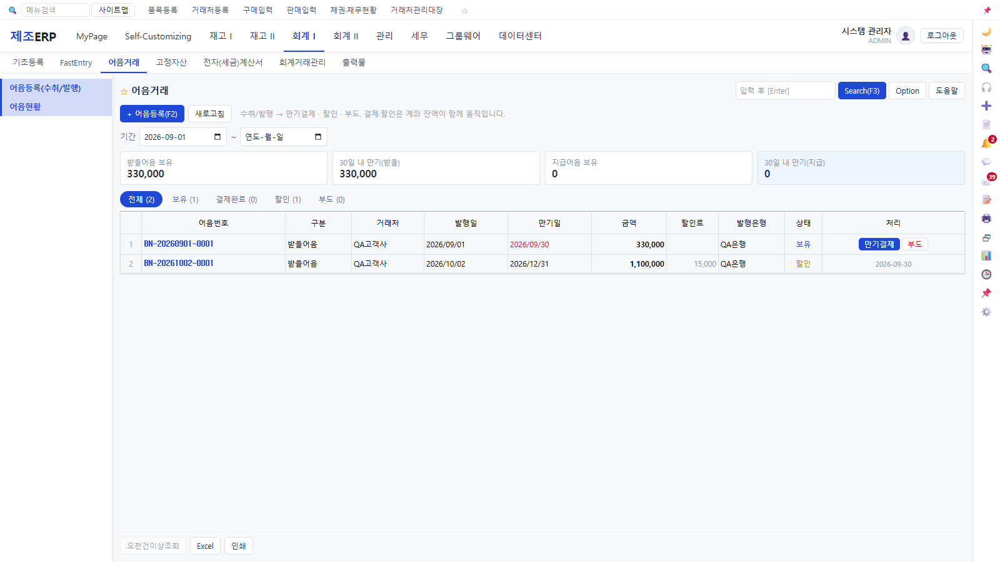 메뉴검색 사이트맵 품목등록 거래처등록 구매입력 판매입력 채권·채무현황 거래처관리대장 ☆
제조ERP MyPage Self-Customizing 재고 I 재고 II 회계 I 회계 II 관리 세무 그룹웨어 데이터센터 시스템 관리자 로그아웃
ADMIN
기초등록 FastEntry 어음거래 고정자산 전자(세금)계산서 회계거래관리 출력물
어음등록(수취/발행)
어음현황
☆ 어음거래 입력 후 [Enter] Search(F3) Option 도움말
+ 어음등록(F2) 새로고침 수취/발행 → 만기결제 · 할인 · 부도. 결제·할인은 계좌 잔액이 함께 움직입니다.
기간 2026-09-01 ~ 연도-월-일
받을어음 보유 30일 내 만기(받을) 지급어음 보유 30일 내 만기(지급)
330,000 330,000 0 0
전체 (2) 보유 (1) 결제완료 (0) 할인 (1) 부도 (0)
어음번호 구분 거래처 발행일 만기일 금액 할인료 발행은행 상태 처리
1 BN-20260901-0001 받을어음 QA고객사 2026/09/01 2026/09/30 330,000 QA은행 보유 만기결제 부도
2 BN-20261002-0001 받을어음 QA고객사 2026/10/02 2026/12/31 1,100,000 15,000 QA은행 할인 2026-09-30
오천건이상조회 Excel 인쇄
2
39